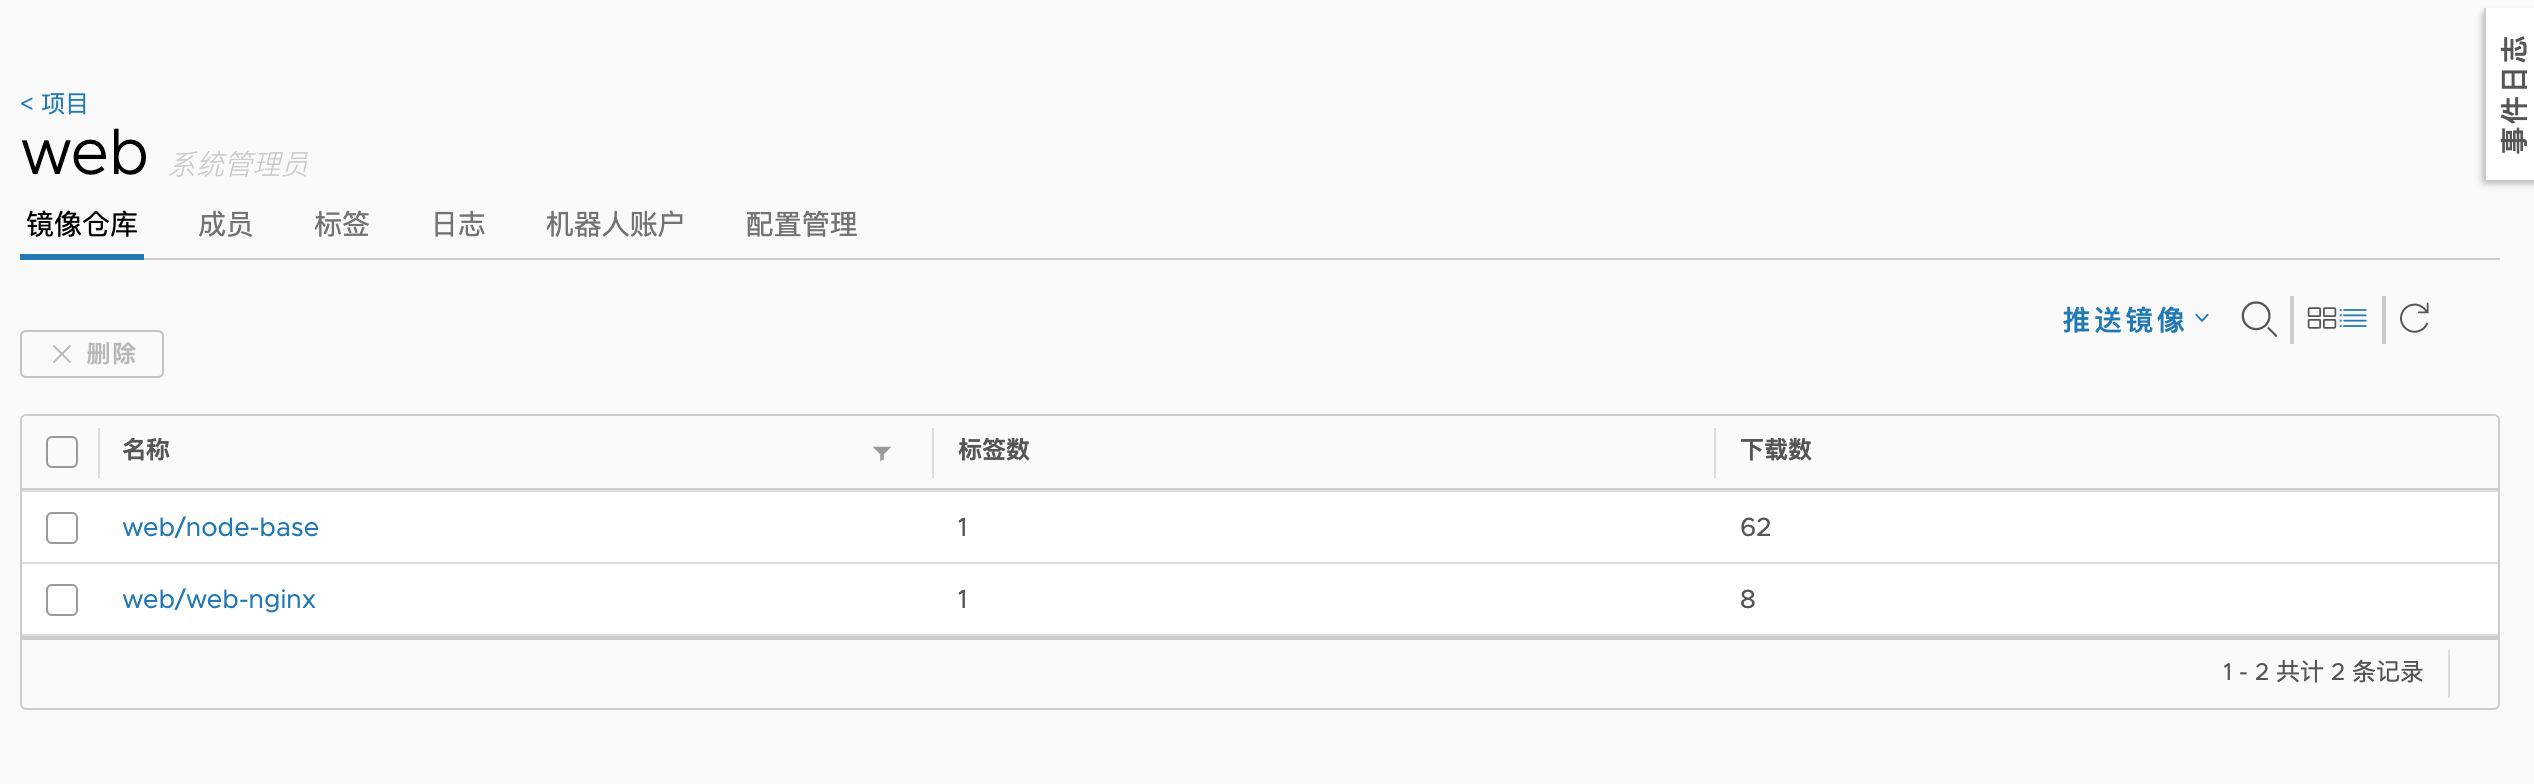 < 项目
web 系统管理员
镜像仓库 成员 标签 日志 机器人账户 配置管理
事件日志
推送镜像
删除
名称 标签数 下载数
web/node-base 1 62
web/web-nginx 1 8
1 - 2 共计 2 条记录